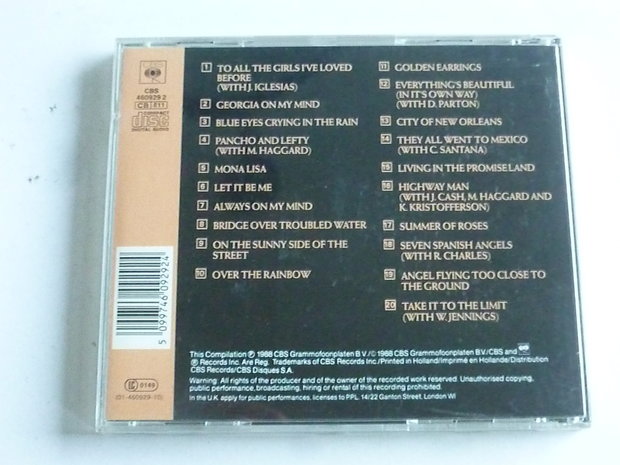 CBS
CBS
460929 2
CB 811
COMPACT
disc
DIGITAL AUDIO
5 099746 092924
LC 0149
(01-460929-10)
1 TO ALL THE GIRLS I'VE LOVED
BEFORE
(WITH J. IGLESIAS)
2 GEORGIA ON MY MIND
3 BLUE EYES CRYING IN THE RAIN
4 PANCHO AND LEFTY
(WITH M. HAGGARD)
5 MONA LISA
6 LET IT BE ME
7 ALWAYS ON MY MIND
8 BRIDGE OVER TROUBLED WATER
9 ON THE SUNNY SIDE OF THE
STREET
10 OVER THE RAINBOW
11 GOLDEN EARRINGS
12 EVERYTHING'S BEAUTIFUL
(IN IT'S OWN WAY)
(WITH D. PARTON)
13 CITY OF NEW ORLEANS
14 THEY ALL WENT TO MEXICO
(WITH C. SANTANA)
15 LIVING IN THE PROMISELAND
16 HIGHWAY MAN
(WITH J. CASH, M. HAGGARD AND
K. KRISTOFFERSON)
17 SUMMER OF ROSES
18 SEVEN SPANISH ANGELS
(WITH R. CHARLES)
19 ANGEL FLYING TOO CLOSE TO
THE GROUND
20 TAKE IT TO THE LIMIT
(WITH W. JENNINGS)
This Compilation ℗ 1988 CBS Grammofoonplaten B.V./© 1988 CBS Grammofoonplaten B.V./CBS and
℗ Records Inc. Are Reg. Trademarks of CBS Records Inc./Printed in Holland/Imprimé en Hollande/Distribution
CBS Records/CBS Disques S.A.
Warning: All rights of the producer and of the owner of the recorded work reserved. Unauthorised copying,
public performance, broadcasting, hiring or rental of this recording prohibited.
In the U.K. apply for public performances, licenses to P.P.L. 14/22 Ganton Street, London W1